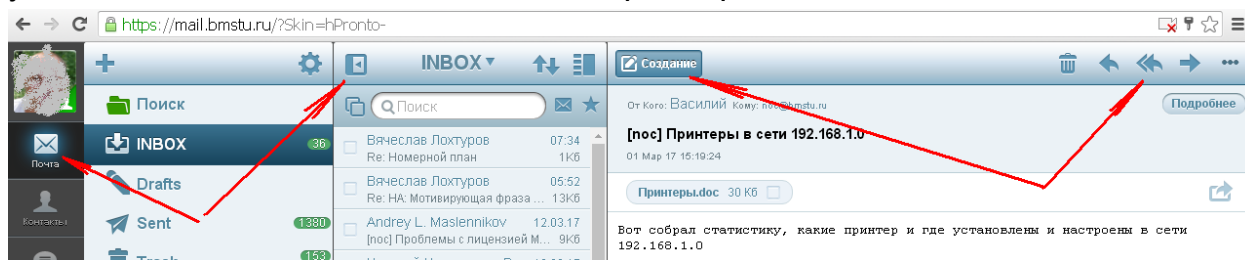 https://mail.bmstu.ru/?Skin=hPronto-
INBOX
Создание
Поиск
Поиск
От Кого: Василий Кому: noc@bmstu.ru
Подробнее
Почта
INBOX 36
Вячеслав Лохтуров 07:34
Re: Номерной план 1Кб
[noc] Принтеры в сети 192.168.1.0
01 Мар 17 15:19:24
Drafts
Вячеслав Лохтуров 05:52
Re: НА: Мотивирующая фраза ... 13Кб
Принтеры.doc 30 Кб
Контакты
Sent 1380
Andrey L. Maslennikov 12.03.17
[noc] Проблемы с лицензией М... 9Кб
Вот собрал статистику, какие принтер и где установлены и настроены в сети
192.168.1.0
Trash 153